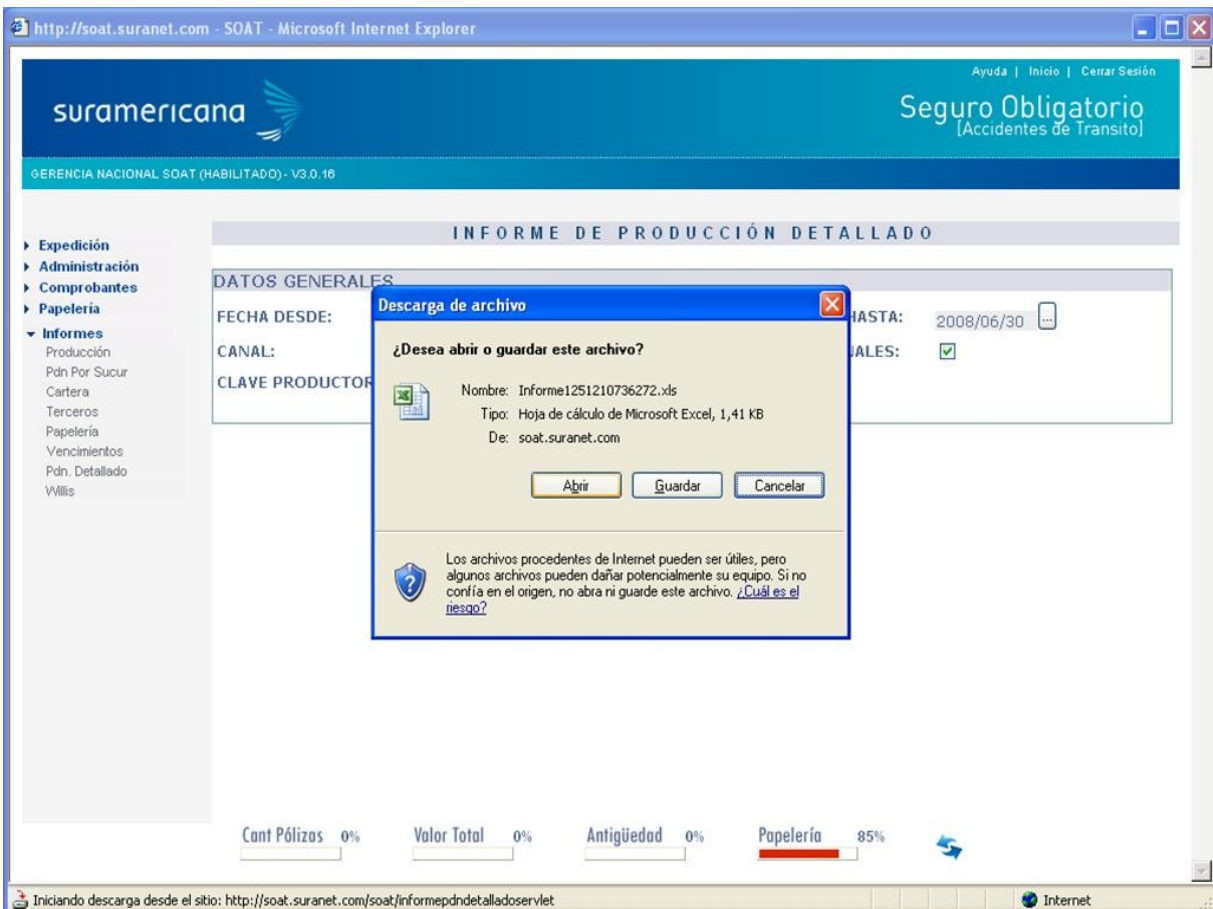 http://soat.suranet.com - SOAT - Microsoft Internet Explorer
Ayuda | Inicio | Cerrar Sesión
suramericana
Seguro Obligatorio
[Accidentes de Transito]
GERENCIA NACIONAL SOAT (HABILITADO) - V3.0.16
INFORME DE PRODUCCIÓN DETALLADO
Expedición
Administración
Comprobantes
Papelería
Informes
Producción
Pdn Por Sucur
Cartera
Terceros
Papelería
Vencimientos
Pdn. Detallado
Willis
DATOS GENERALES
FECHA DESDE:
HASTA:
2008/06/30
...
CANAL:
ALES:
CLAVE PRODUCTOR
Descarga de archivo
¿Desea abrir o guardar este archivo?
Nombre: Informe1251210736272.xls
Tipo: Hoja de cálculo de Microsoft Excel, 1,41 KB
De: soat.suranet.com
Abrir Guardar Cancelar
Los archivos procedentes de Internet pueden ser útiles, pero
algunos archivos pueden dañar potencialmente su equipo. Si no
confía en el origen, no abra ni guarde este archivo. ¿Cuál es el
riesgo?
Cant Pólizas 0% Valor Total 0% Antigüedad 0% Papelería 85%
Iniciando descarga desde el sitio: http://soat.suranet.com/soat/informepdndetalladoservlet
Internet